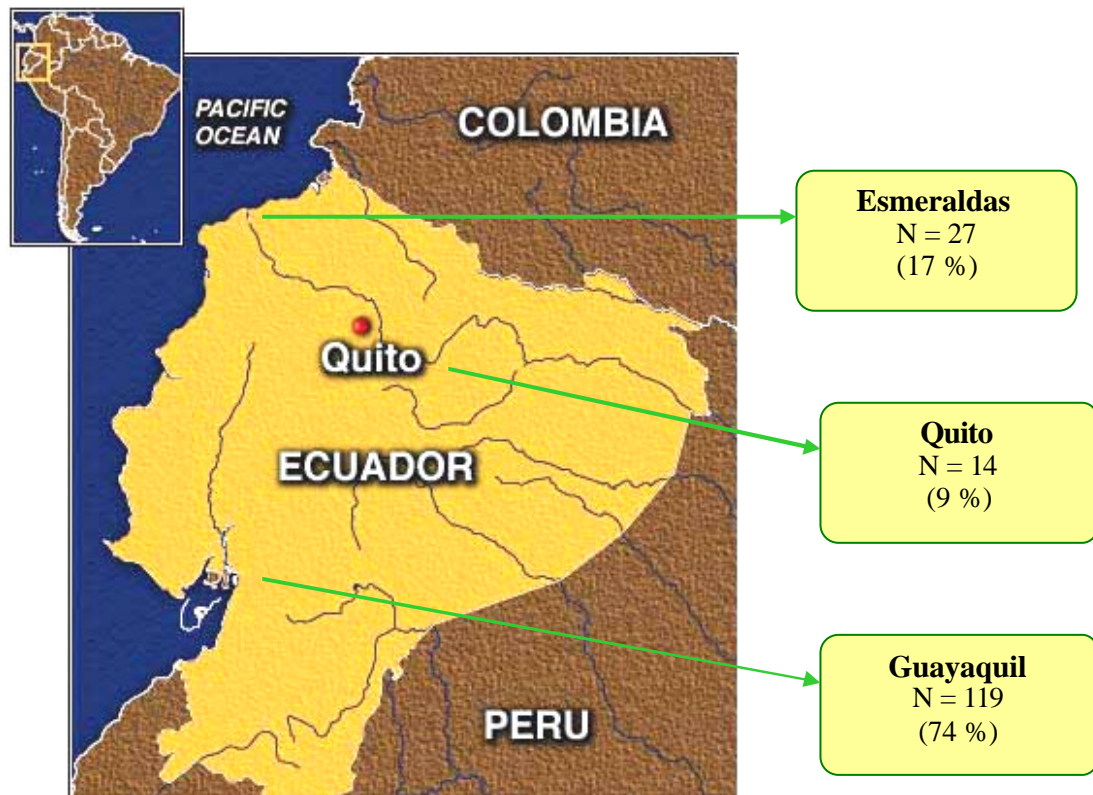 PACIFIC
OCEAN
COLOMBIA
Esmeraldas
N = 27
(17 %)
Quito
ECUADOR
Quito
N = 14
(9 %)
PERU
Guayaquil
N = 119
(74 %)